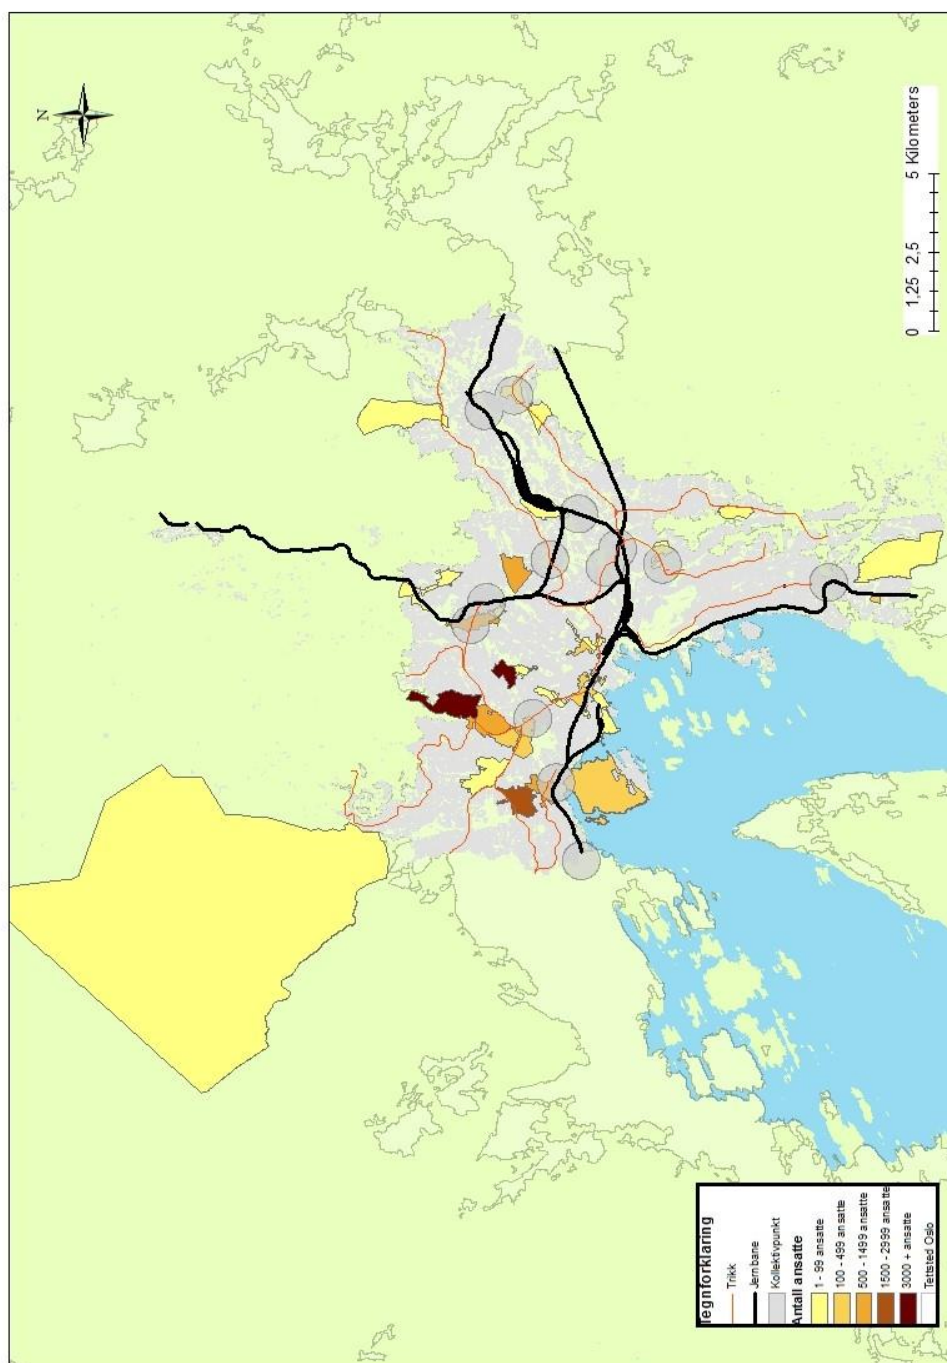 N
Tegnforklaring
Trikk
Jernbane
Kollektivpunkt
Antall ansatte
1 - 99 ansatte
100 - 499 ansatte
500 - 1499 ansatte
1500 - 2999 ansatte
3000 + ansatte
Tettsted Oslo
0 1,25 2,5 5 Kilometers